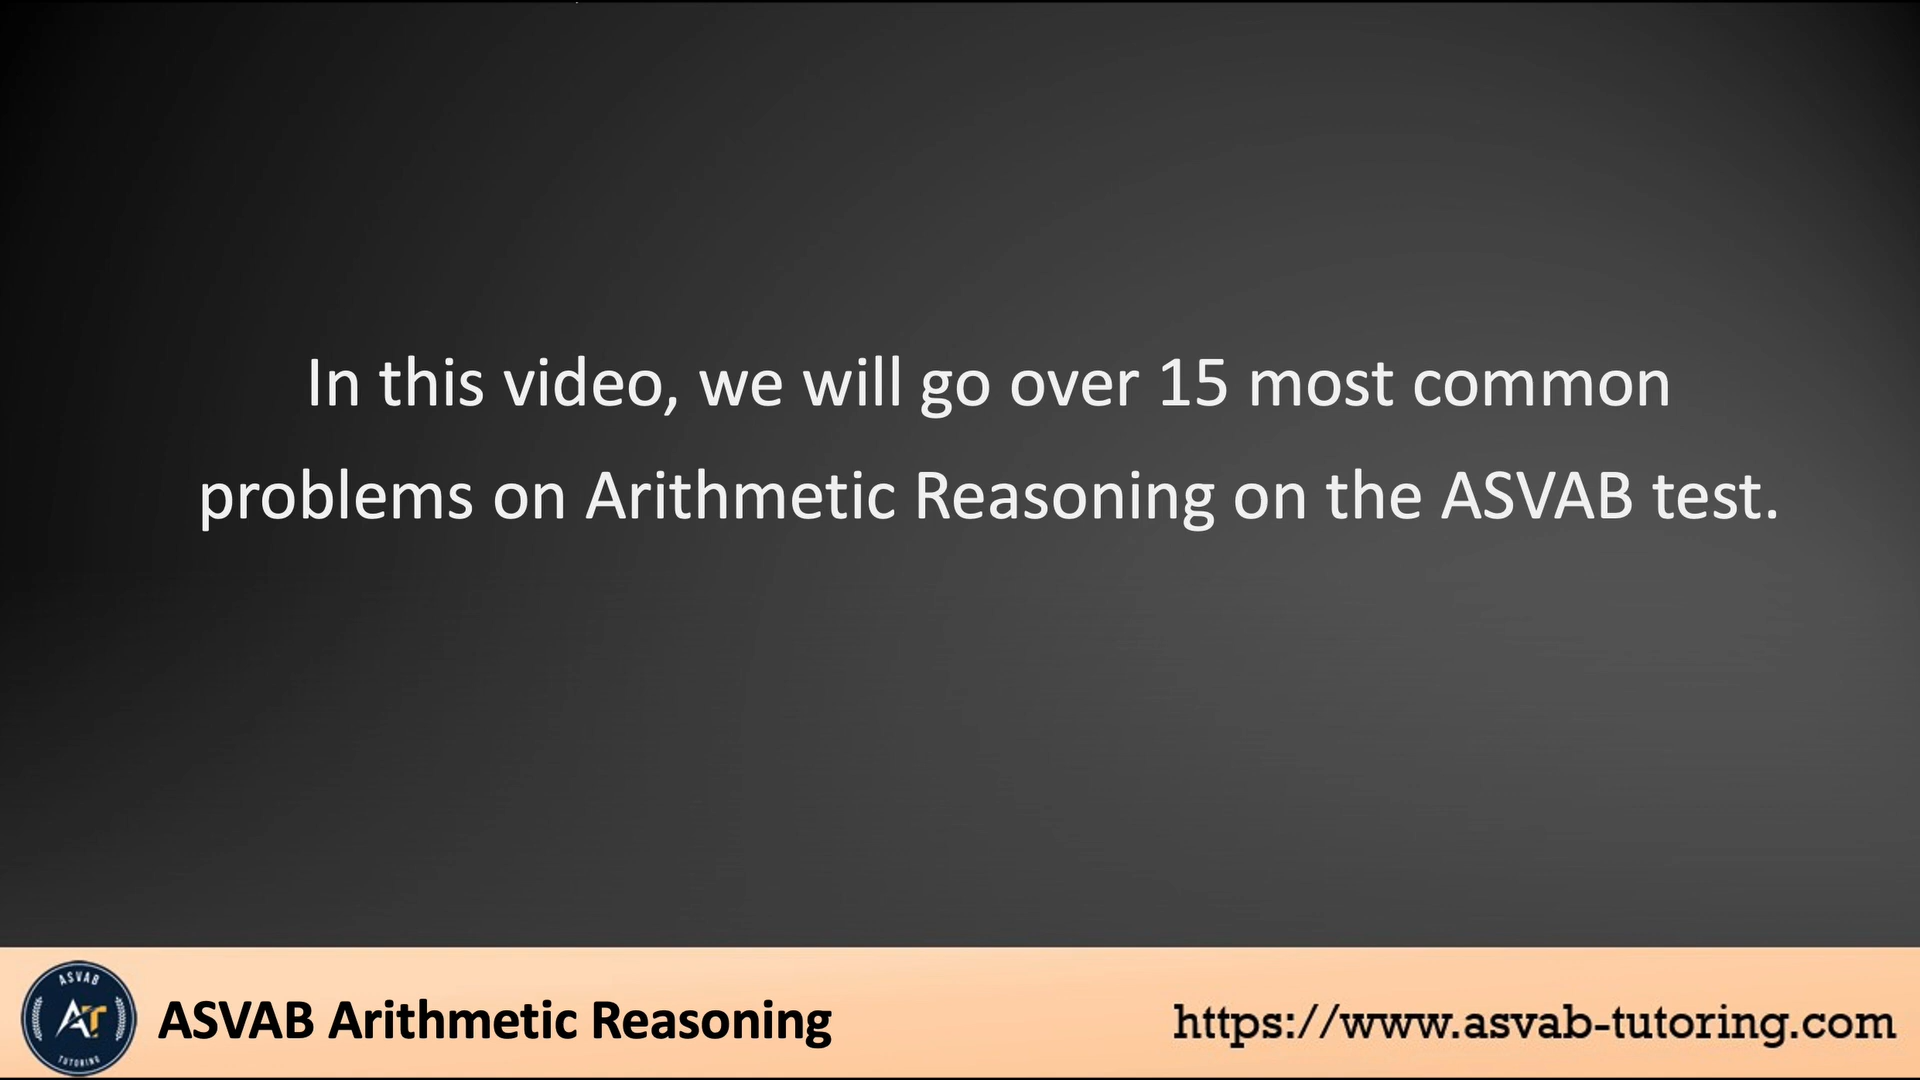 In this video, we will go over 15 most common
problems on Arithmetic Reasoning on the ASVAB test.
ASVAB
AT
TUTORING
ASVAB Arithmetic Reasoning
https://www.asvab-tutoring.com